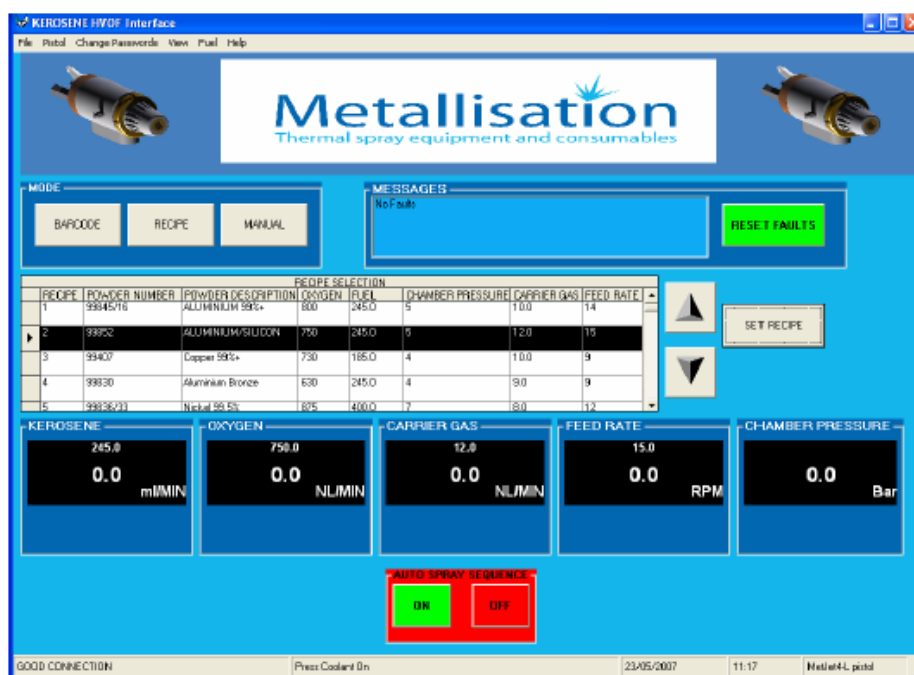 KEROSENE HVOF Interface
File Pistol Change Passwords View Fuel Help
Metallisation
Thermal spray equipment and consumables
MODE
BARCODE RECIPE MANUAL
MESSAGES
No Faults
RESET FAULTS
RECIPE SELECTION
RECIPE POWDER NUMBER POWDER DESCRIPTION OXYGEN FUEL CHAMBER PRESSURE CARRIER GAS FEED RATE
1 99845/16 ALUMINIUM 99%+ 800 245.0 5 10.0 14
2 99852 ALUMINIUM/SILICON 750 245.0 5 12.0 15
3 99407 Copper 99%+ 730 185.0 4 10.0 9
4 99830 Aluminium Bronze 630 245.0 4 9.0 9
5 99836/33 Nickel 99.5% 875 400.0 7 8.0 12
SET RECIPE
KEROSENE
245.0
0.0
ml/MIN
OXYGEN
750.0
0.0
NL/MIN
CARRIER GAS
12.0
0.0
NL/MIN
FEED RATE
15.0
0.0
RPM
CHAMBER PRESSURE
0.0
Bar
AUTO SPRAY SEQUENCE
ON OFF
GOOD CONNECTION Press Coolant On 23/05/2007 11:17 MetJet4-L pistol